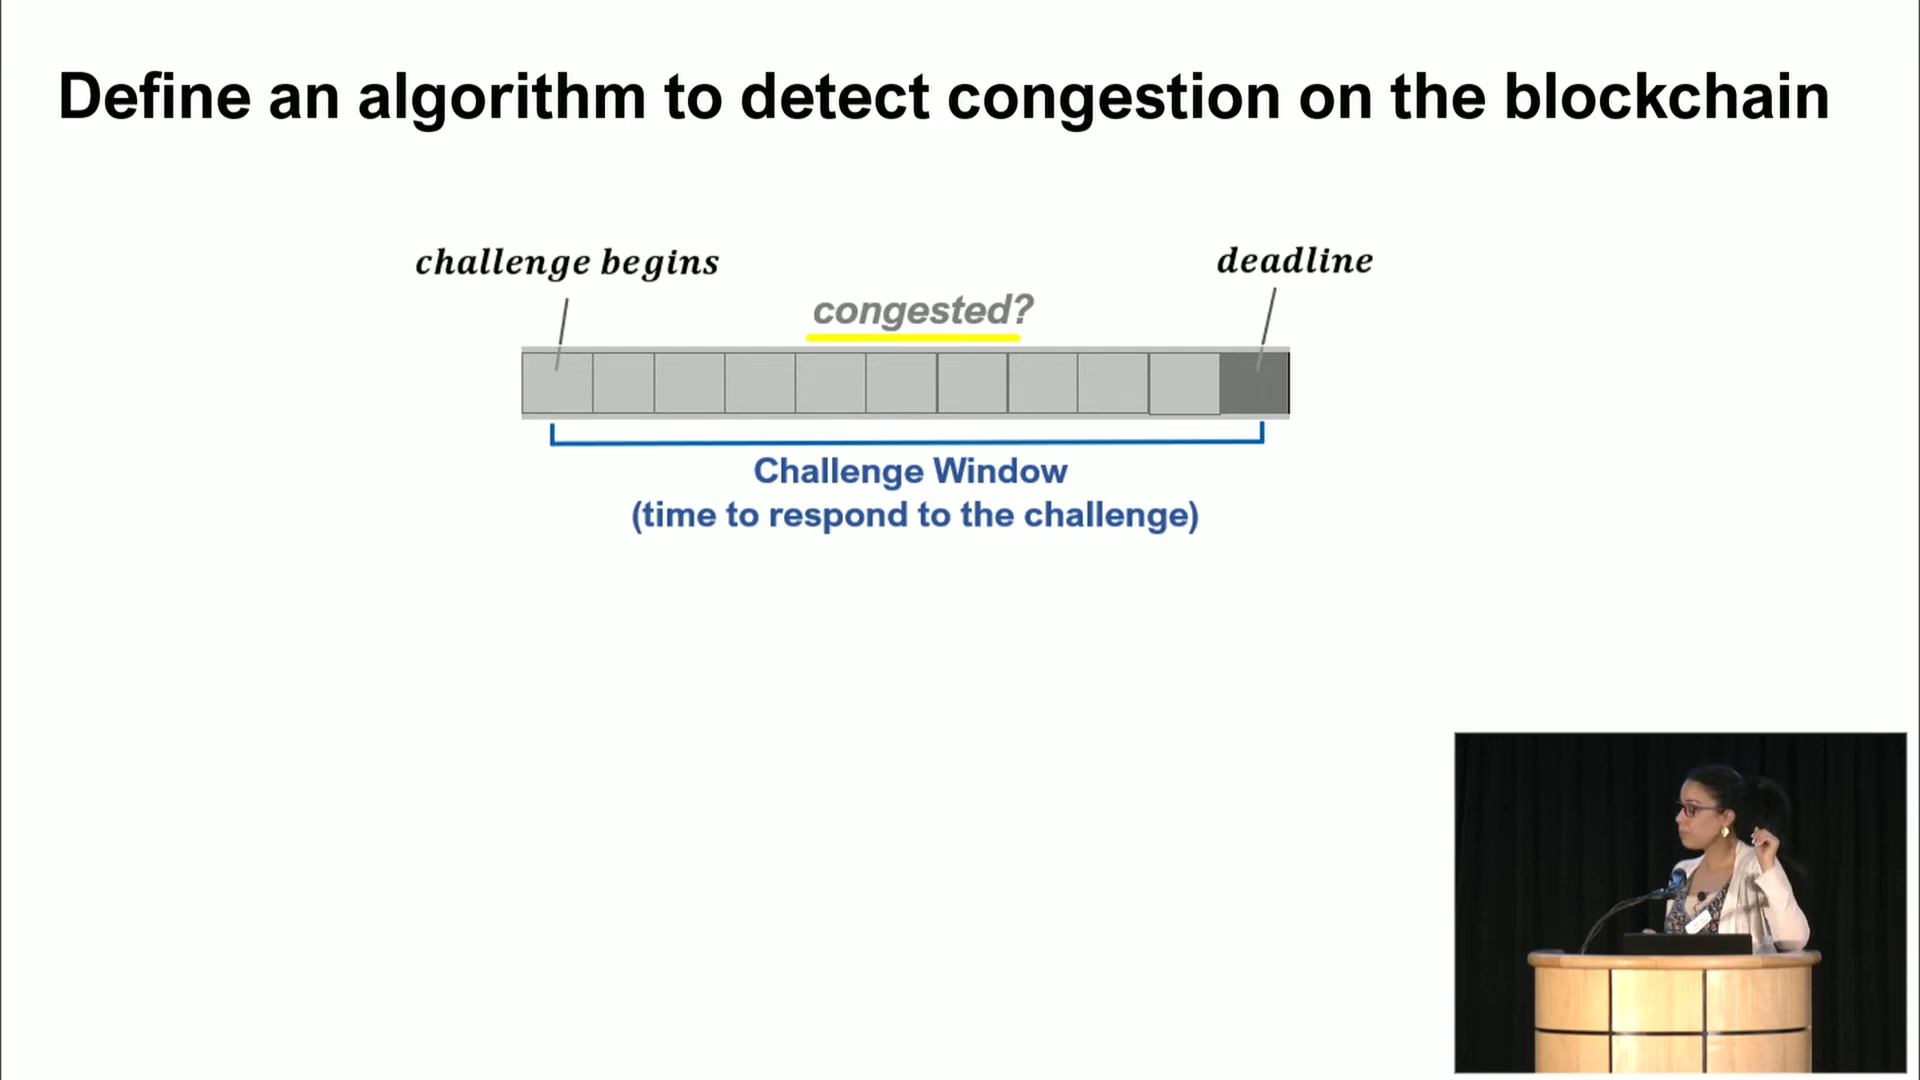 Define an algorithm to detect congestion on the blockchain
challenge begins
deadline
congested?
Challenge Window
(time to respond to the challenge)